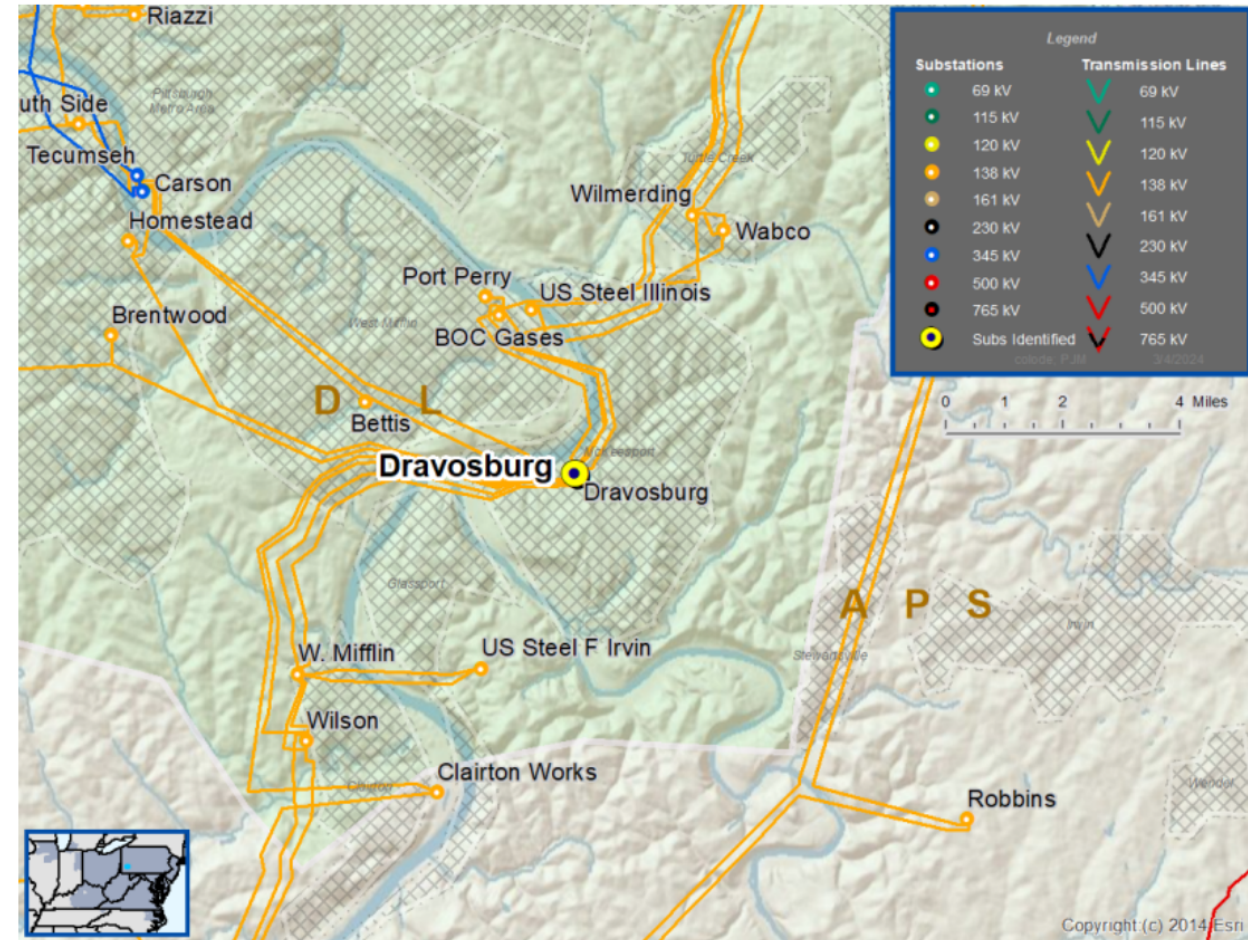 Riazzi
Pittsburgh
Metro Area
uth Side
Tecumseh
Carson
Homestead
Turtle Creek
Wilmerding
Wabco
Port Perry
US Steel Illinois
BOC Gases
West Mifflin
Brentwood
D L
Bettis
McKeesport
Dravosburg
Dravosburg
Glassport
A P S
Irwin
Stewartsville
W. Mifflin
US Steel F Irvin
Wilson
Clairton
Clairton Works
Robbins
Wendel
Legend
Substations
69 kV
115 kV
120 kV
138 kV
161 kV
230 kV
345 kV
500 kV
765 kV
Subs Identified
Transmission Lines
69 kV
115 kV
120 kV
138 kV
161 kV
230 kV
345 kV
500 kV
765 kV
colode, PJM 3/4/2024
0 1 2 4 Miles
Copyright:(c) 2014 Esri